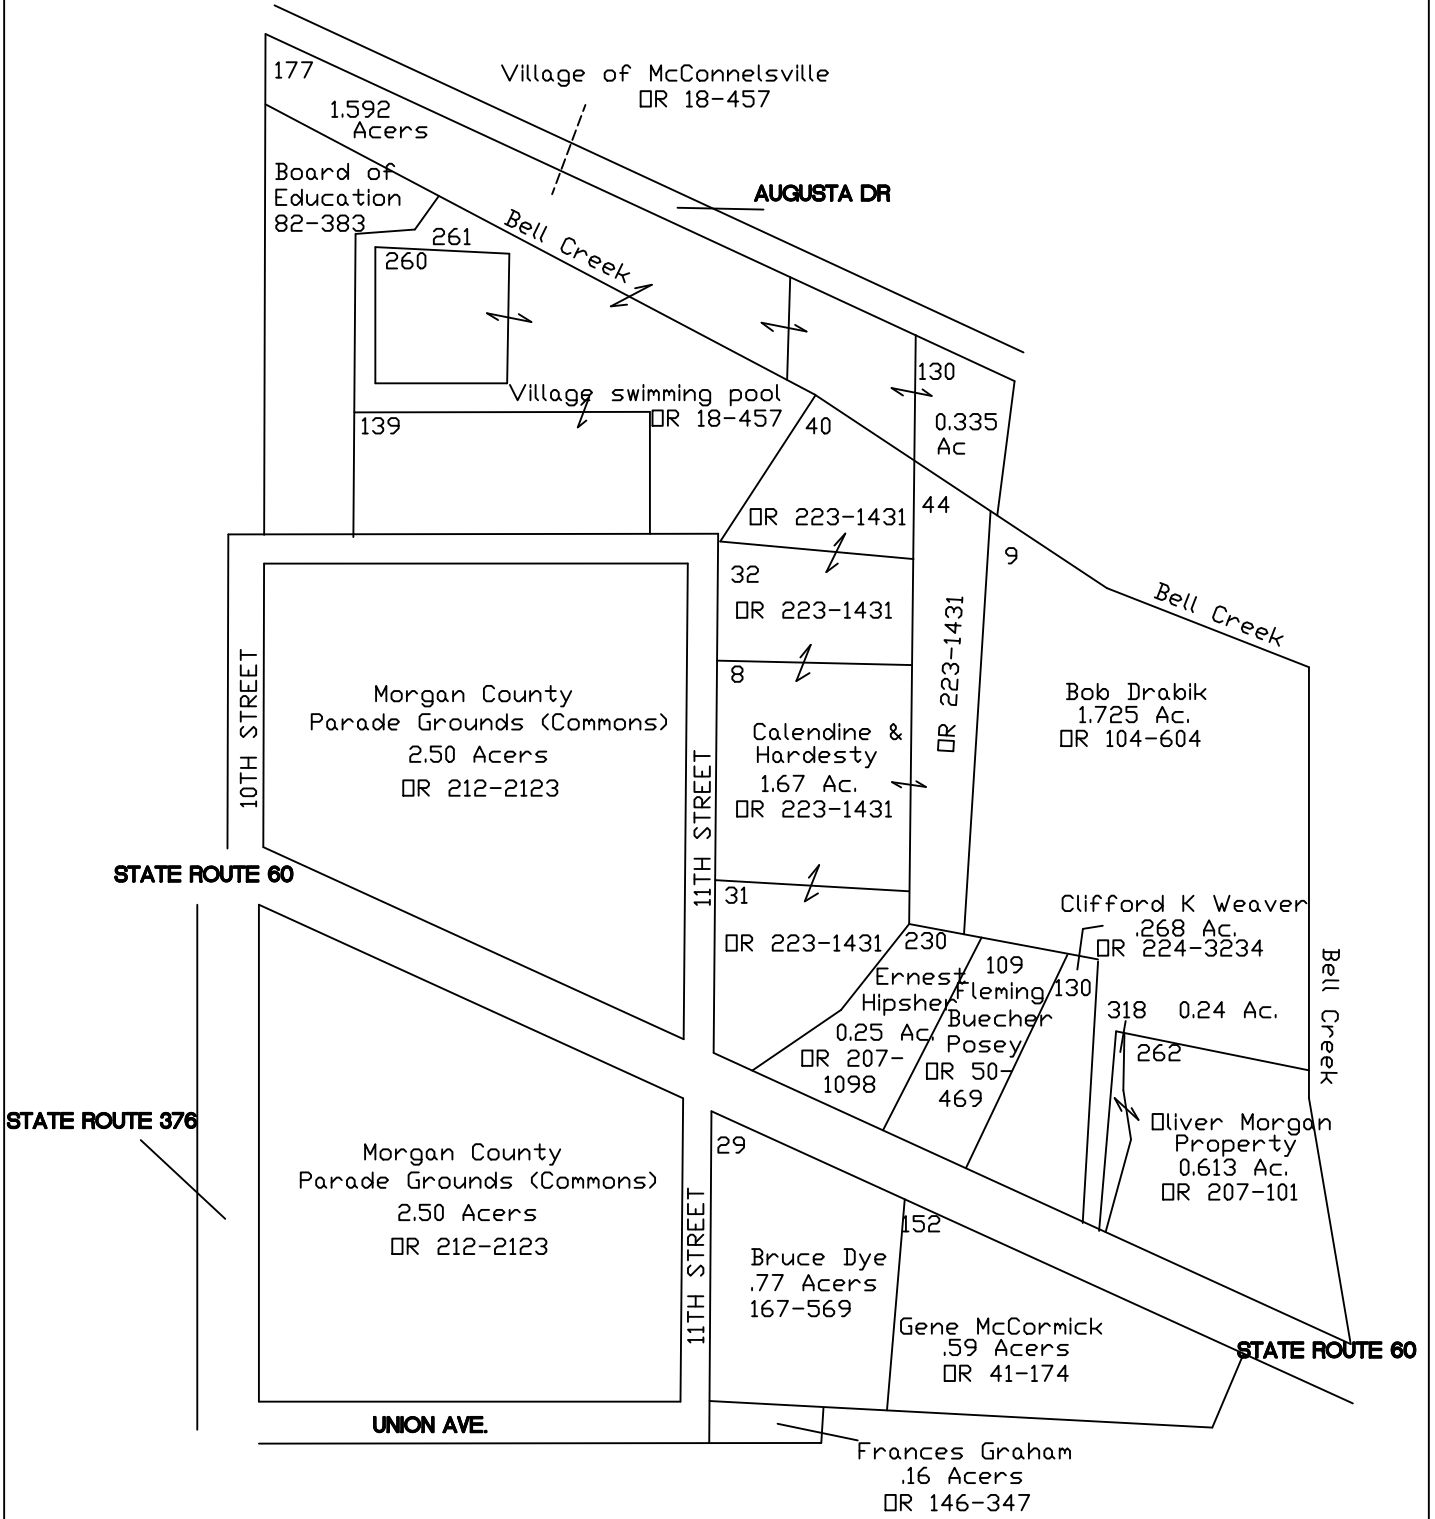 177
Village of McConnelsville
OR 18-457
1.592
Acers
Board of
Education
82-383
AUGUSTA DR
Bell Creek
261
260
Village swimming pool
OR 18-457
139
130
0.335
Ac
40
44
OR 223-1431
9
32
OR 223-1431
Bell Creek
OR 223-1431
8
10TH STREET
Morgan County
Parade Grounds (Commons)
2.50 Acers
OR 212-2123
11TH STREET
Calendine &
Hardesty
1.67 Ac.
OR 223-1431
Bob Drabik
1.725 Ac.
OR 104-604
STATE ROUTE 60
31
OR 223-1431
230
Ernest
Hipsher
0.25 Ac.
OR 207-
1098
109
Fleming
Buecher
Posey
OR 50-
469
Clifford K Weaver
.268 Ac.
OR 224-3234
130
318
0.24 Ac.
262
Bell Creek
Oliver Morgan
Property
0.613 Ac.
OR 207-101
STATE ROUTE 376
Morgan County
Parade Grounds (Commons)
2.50 Acers
OR 212-2123
11TH STREET
29
Bruce Dye
.77 Acers
167-569
152
Gene McCormick
.59 Acers
OR 41-174
STATE ROUTE 60
UNION AVE.
Frances Graham
.16 Acers
OR 146-347